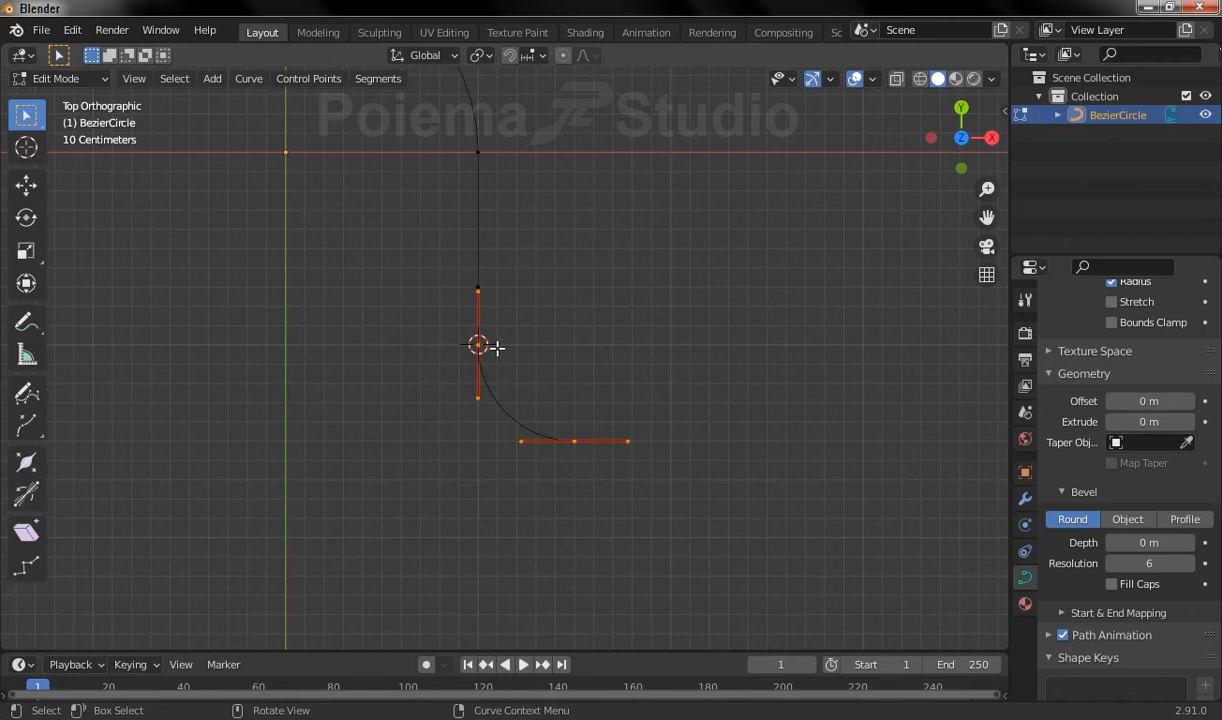 Blender
File Edit Render Window Help Layout Modeling Sculpting UV Editing Texture Paint Shading Animation Rendering Compositing Sc Scene View Layer
Global
Edit Mode View Select Add Curve Control Points Segments
Poiema Studio
Top Orthographic
(1) BezierCircle
10 Centimeters
Y
Z
X
Scene Collection
Collection
BezierCircle
Radius
Stretch
Bounds Clamp
Texture Space
Geometry
Offset 0 m
Extrude 0 m
Taper Obj...
Map Taper
Bevel
Round Object Profile
Depth 0 m
Resolution 6
Fill Caps
Start & End Mapping
Path Animation
Shape Keys
Playback Keying View Marker 1 Start 1 End 250
1 20 40 60 80 100 120 140 160 180 200 220 240
Select Box Select Rotate View Curve Context Menu 2.91.0